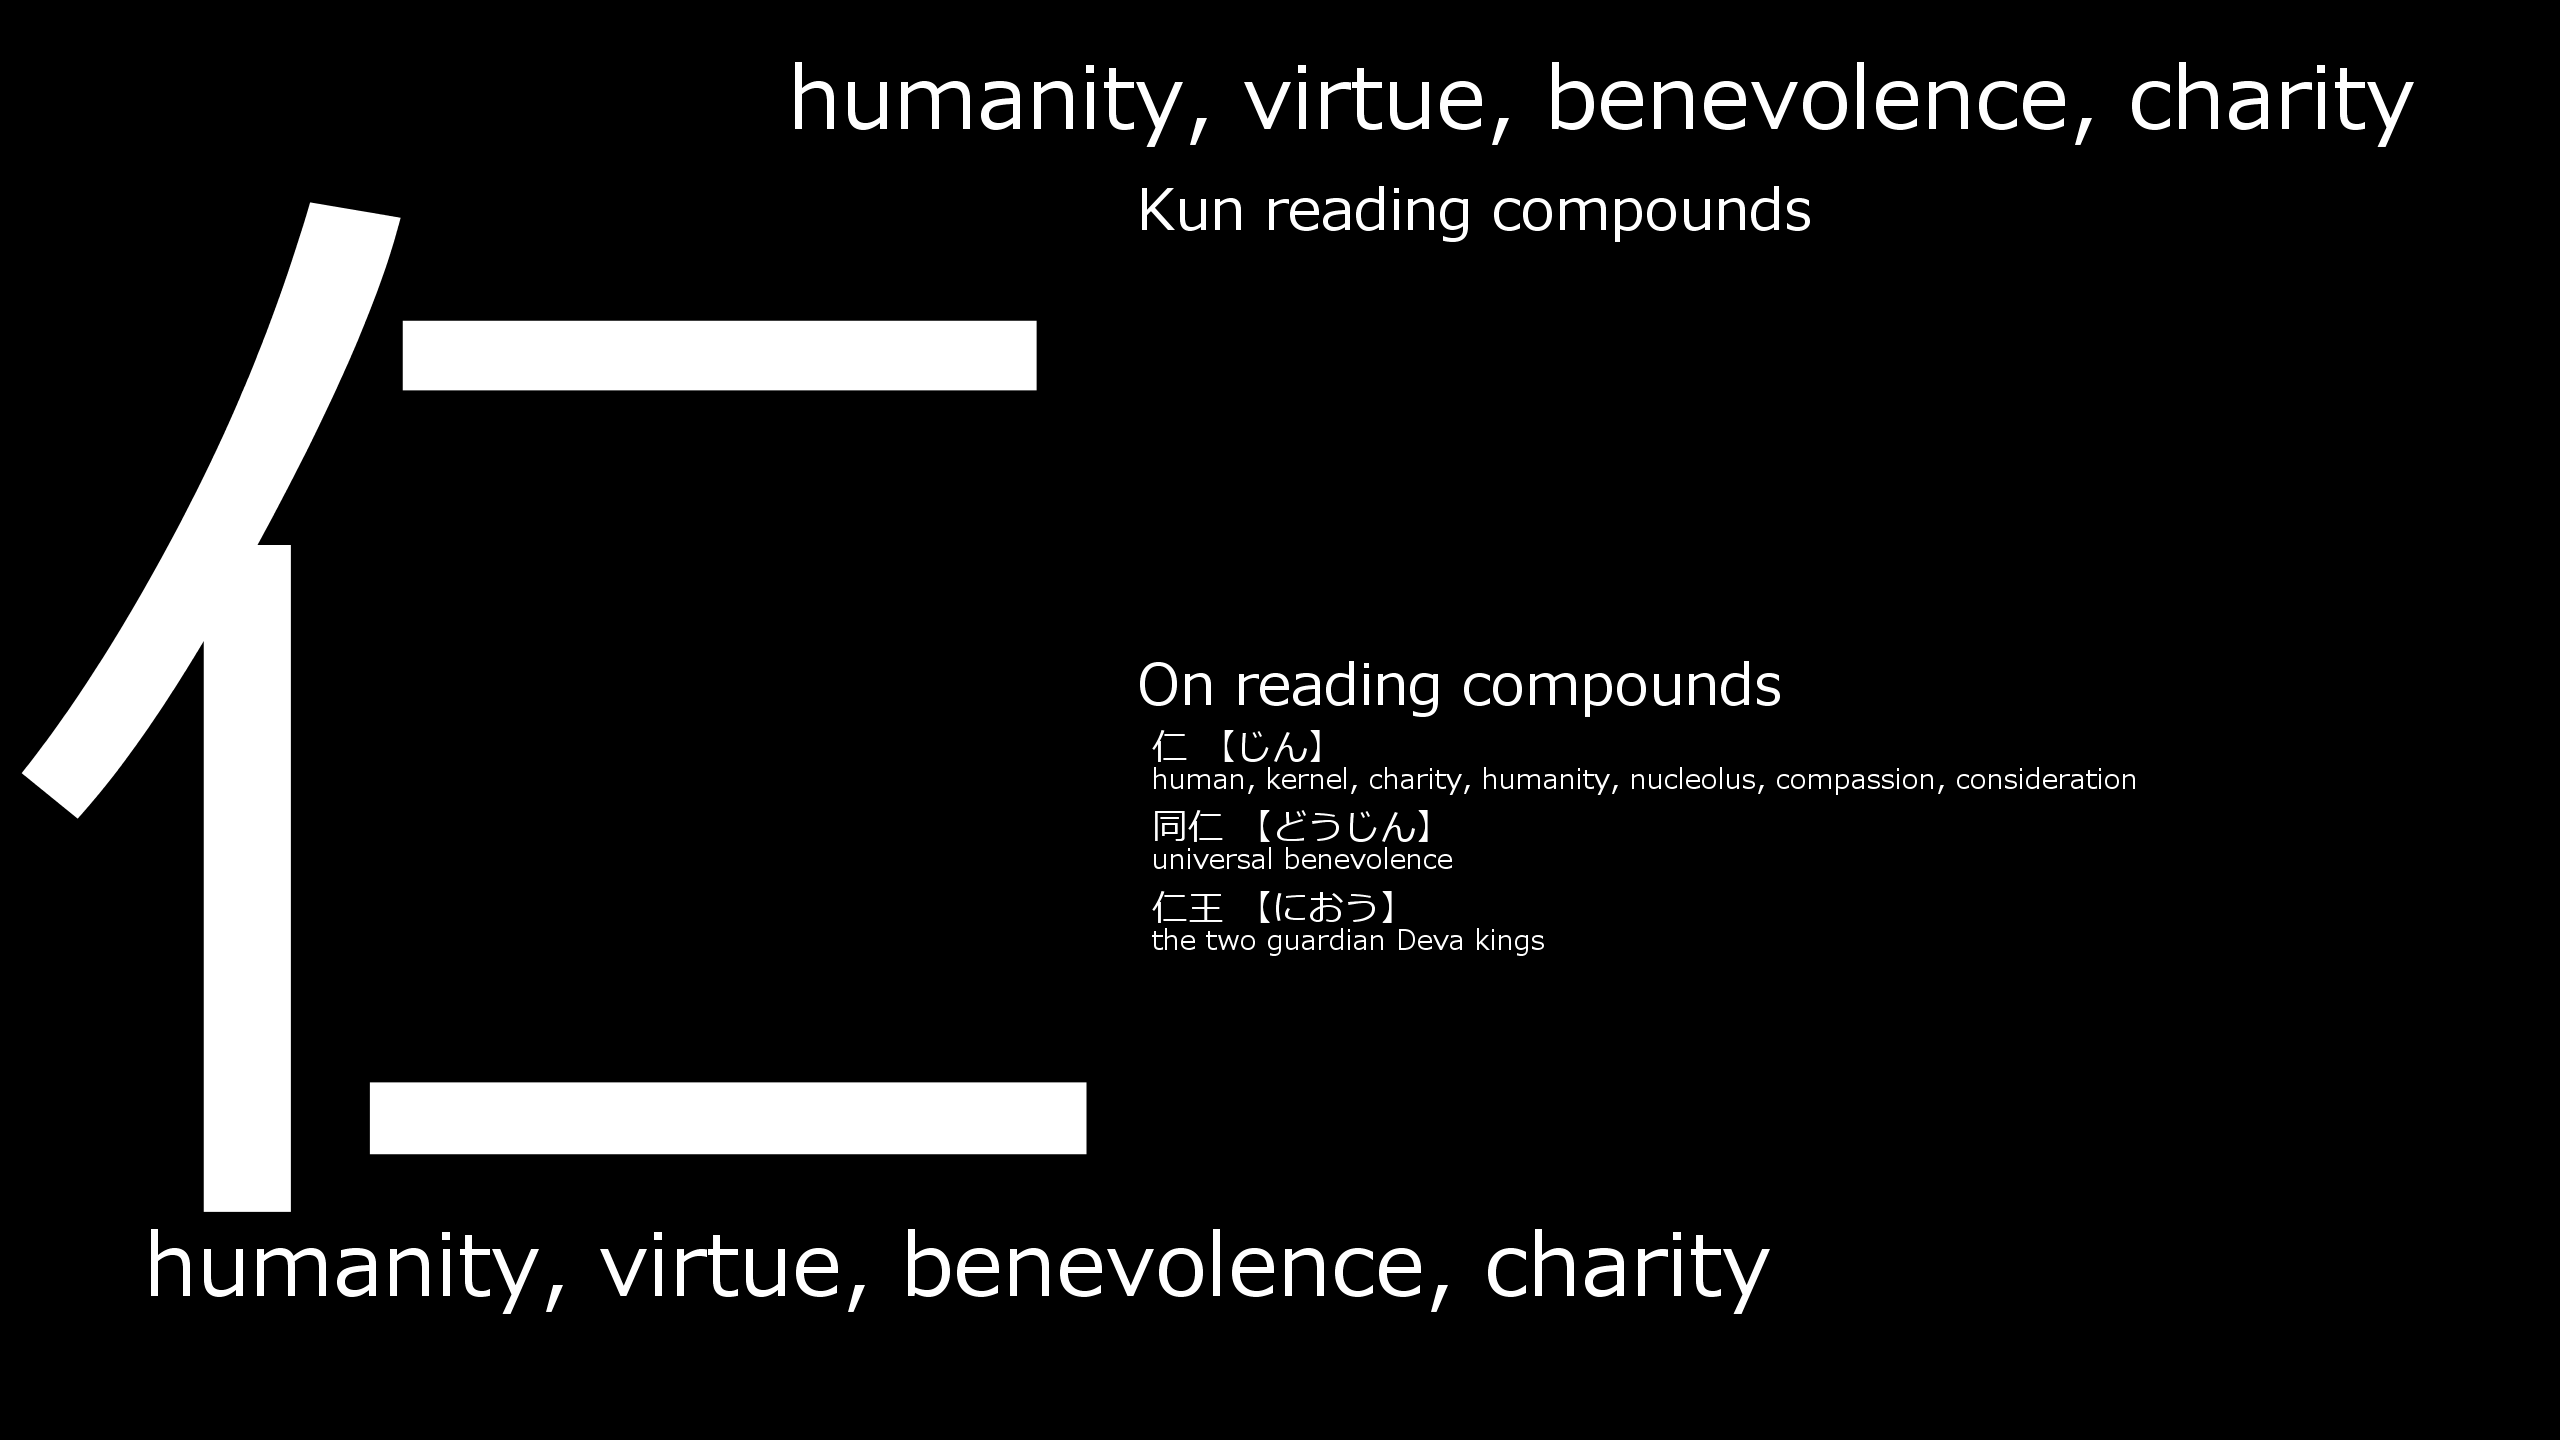 humanity, virtue, benevolence, charity
仁
Kun reading compounds
On reading compounds
仁 【じん】
human, kernel, charity, humanity, nucleolus, compassion, consideration
同仁 【どうじん】
universal benevolence
仁王 【におう】
the two guardian Deva kings
humanity, virtue, benevolence, charity